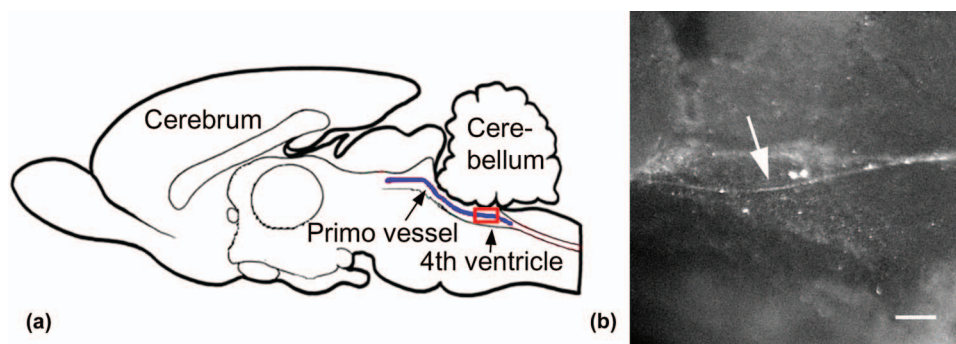 Cerebrum
Cere-
bellum
Primo vessel
4th ventricle
(a)
(b)